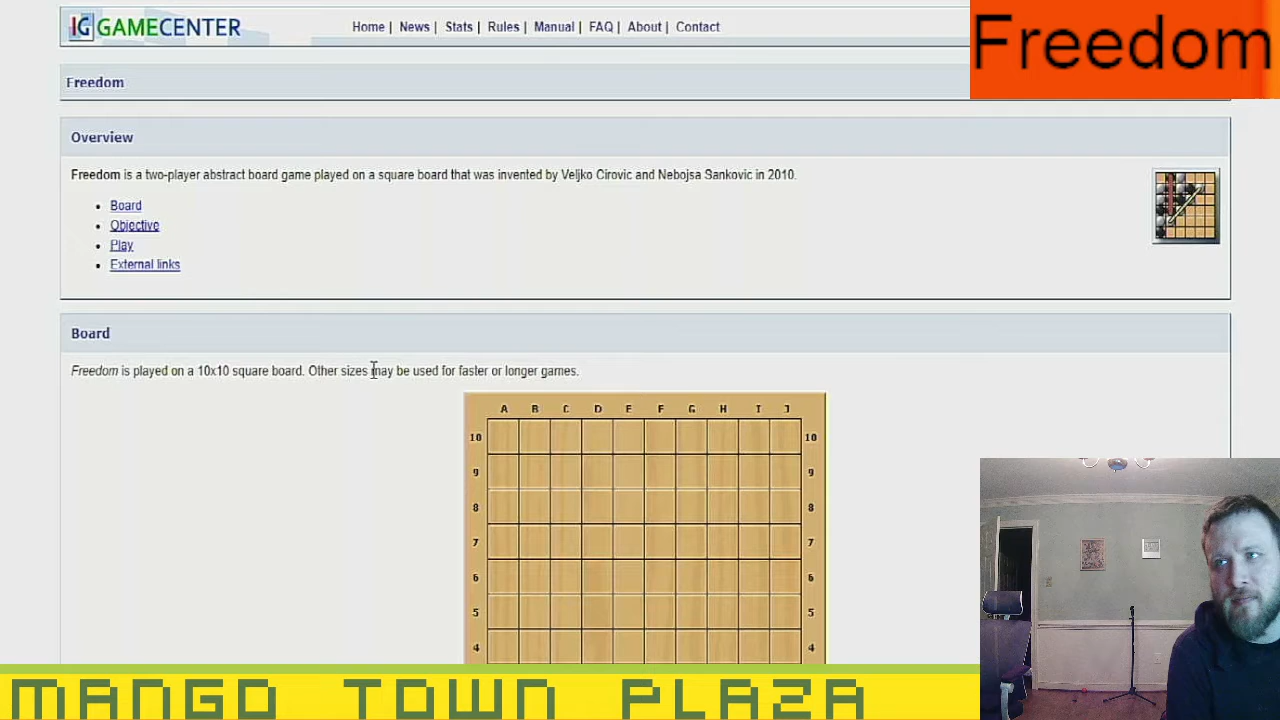 IG GAMECENTER
Home | News | Stats | Rules | Manual | FAQ | About | Contact
Freedom
Freedom
Overview
Freedom is a two-player abstract board game played on a square board that was invented by Veljko Cirovic and Nebojsa Sankovic in 2010.
Board
Objective
Play
External links
Board
Freedom is played on a 10x10 square board. Other sizes may be used for faster or longer games.
A B C D E F G H I J
10 10
9 9
8 8
7 7
6 6
5 5
4 4
MANGO TOWN PLAZA